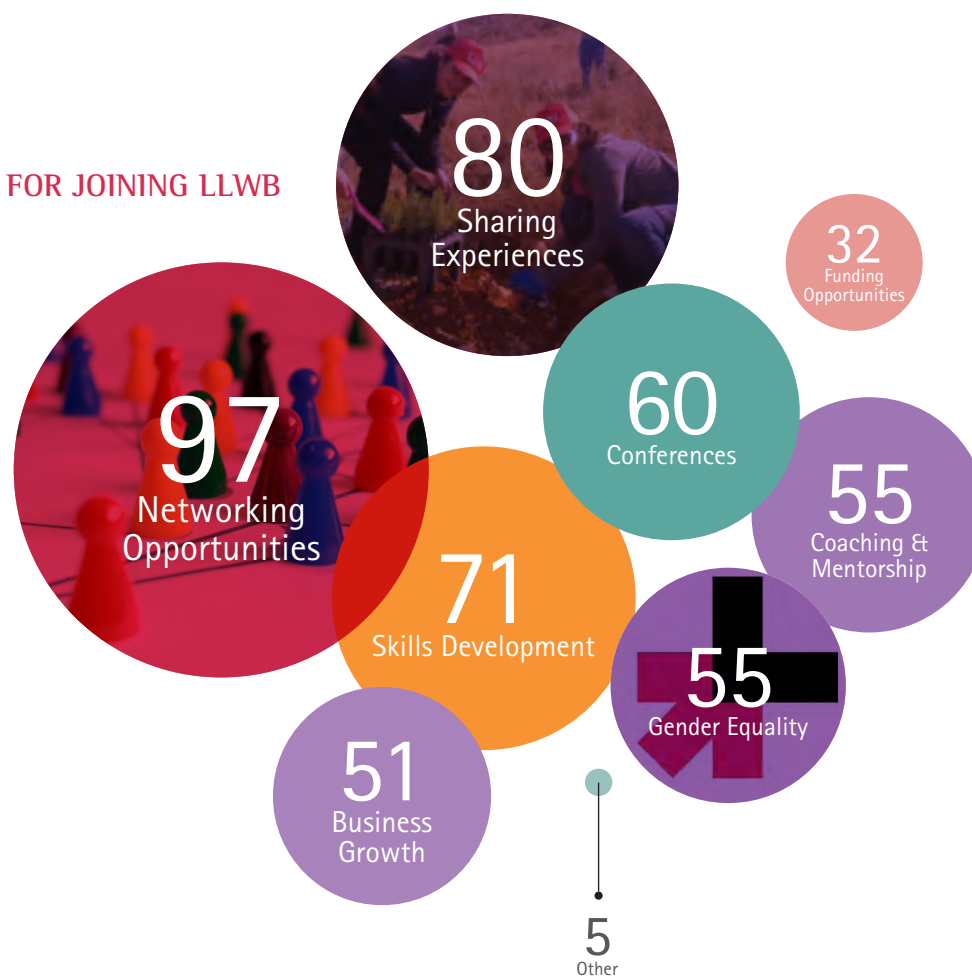 FOR JOINING LLWB
80
Sharing
Experiences
32
Funding
Opportunities
97
Networking
Opportunities
60
Conferences
55
Coaching &
Mentorship
71
Skills Development
55
Gender Equality
51
Business
Growth
5
Other